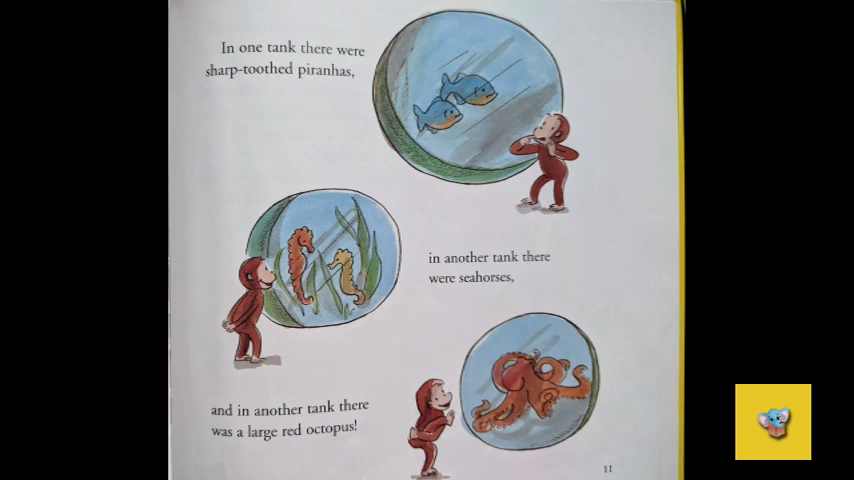 In one tank there were
sharp-toothed piranhas,
in another tank there
were seahorses,
and in another tank there
was a large red octopus!
11